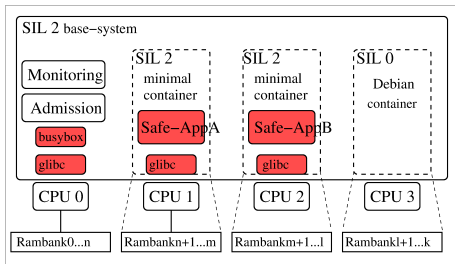 SIL 2 base-system
Monitoring
Admission
busybox
glibc
SIL 2
minimal
container
Safe-AppA
glibc
SIL 2
minimal
container
Safe-AppB
glibc
SIL 0
Debian
container
CPU 0
CPU 1
CPU 2
CPU 3
Rambank0...n
Rambankn+1...m
Rambankm+1...l
Rambankl+1...k